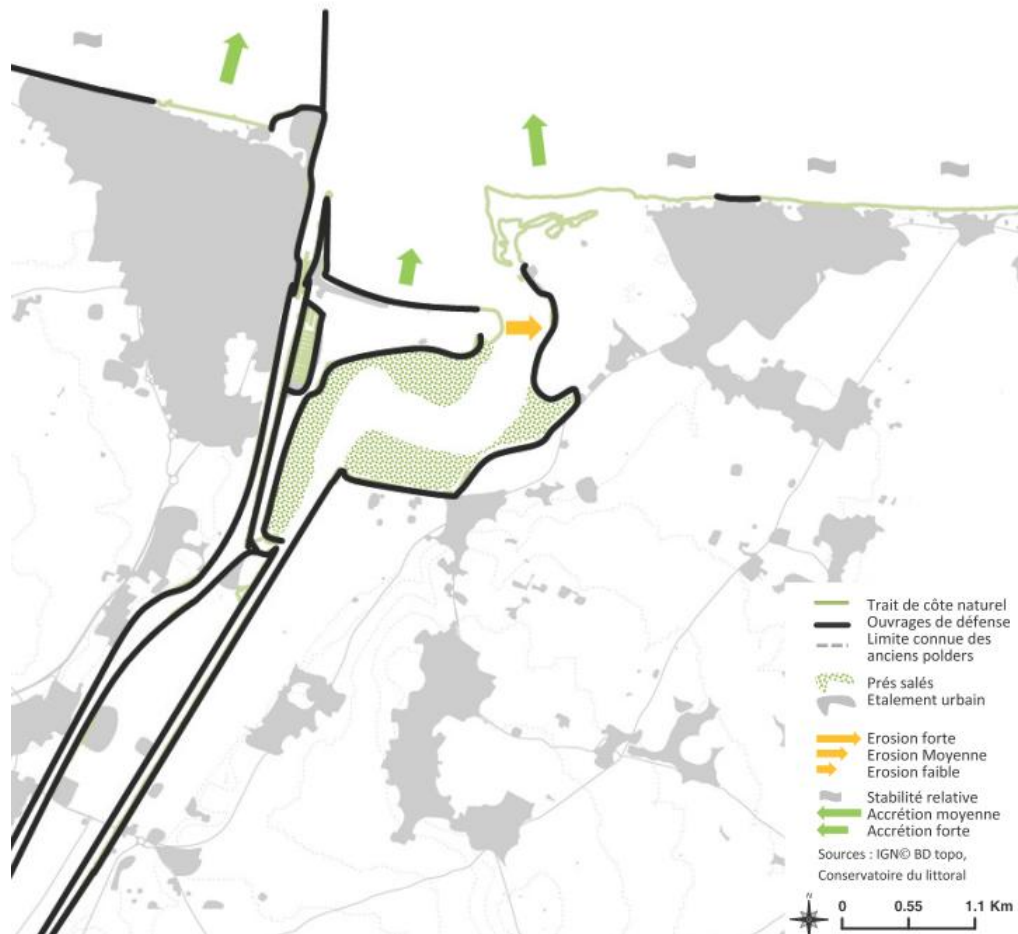 Trait de côte naturel
Ouvrages de défense
Limite connue des
anciens polders
Prés salés
Etalement urbain
Erosion forte
Erosion Moyenne
Erosion faible
Stabilité relative
Accrétion moyenne
Accrétion forte
Sources : IGN© BD topo,
Conservatoire du littoral
N
0 0.55 1.1 Km